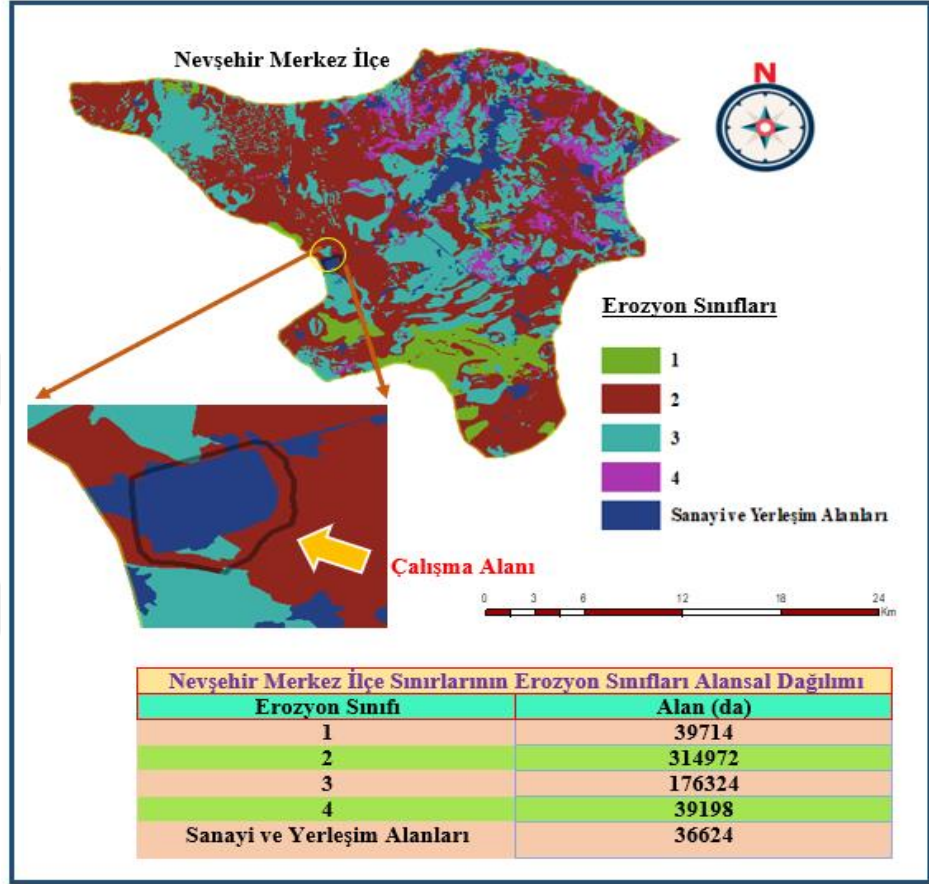 Nevşehir Merkez İlçe
N
Erozyon Sınıfları
1
2
3
4
Sanayi ve Yerleşim Alanları
Çalışma Alanı
0 3 6 12 18 24
Km
Nevşehir Merkez İlçe Sınırlarının Erozyon Sınıfları Alansal Dağılımı
Erozyon Sınıfı Alan (da)
1 39714
2 314972
3 176324
4 39198
Sanayi ve Yerleşim Alanları 36624